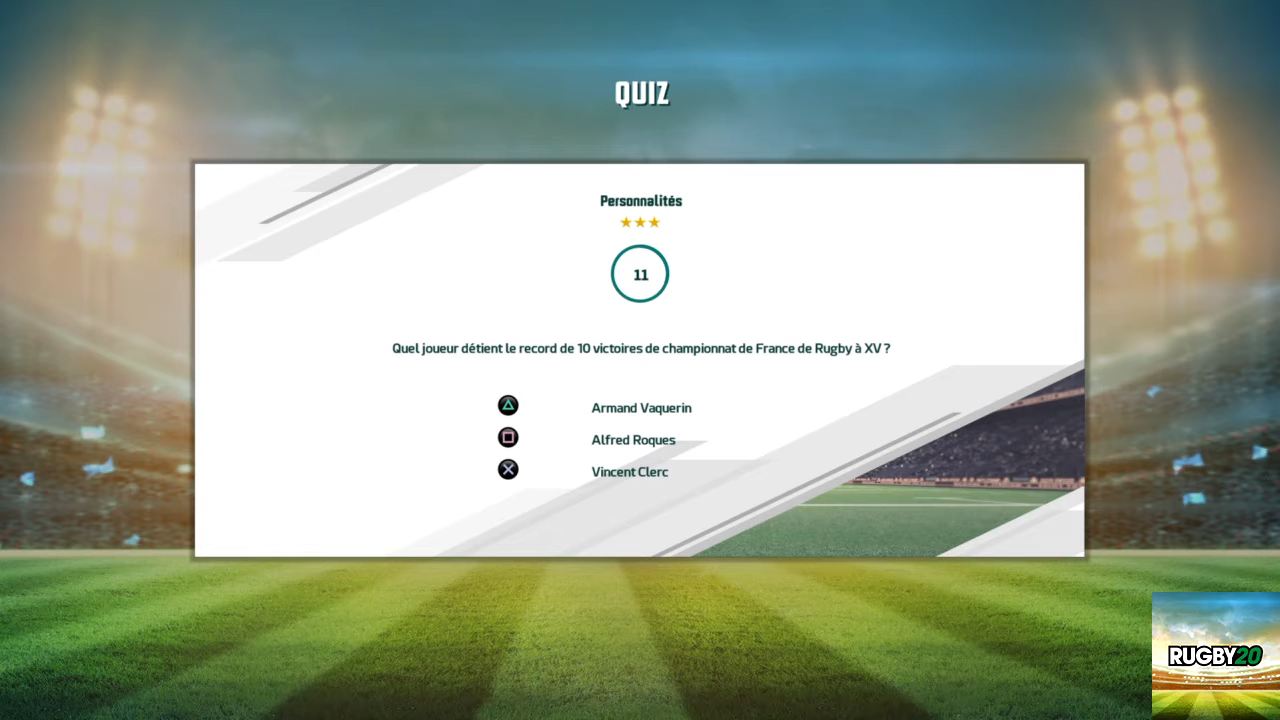 QUIZ
Personnalités
11
Quel joueur détient le record de 10 victoires de championnat de France de Rugby à XV ?
Armand Vaquerin
Alfred Roques
Vincent Clerc
RUGBY20